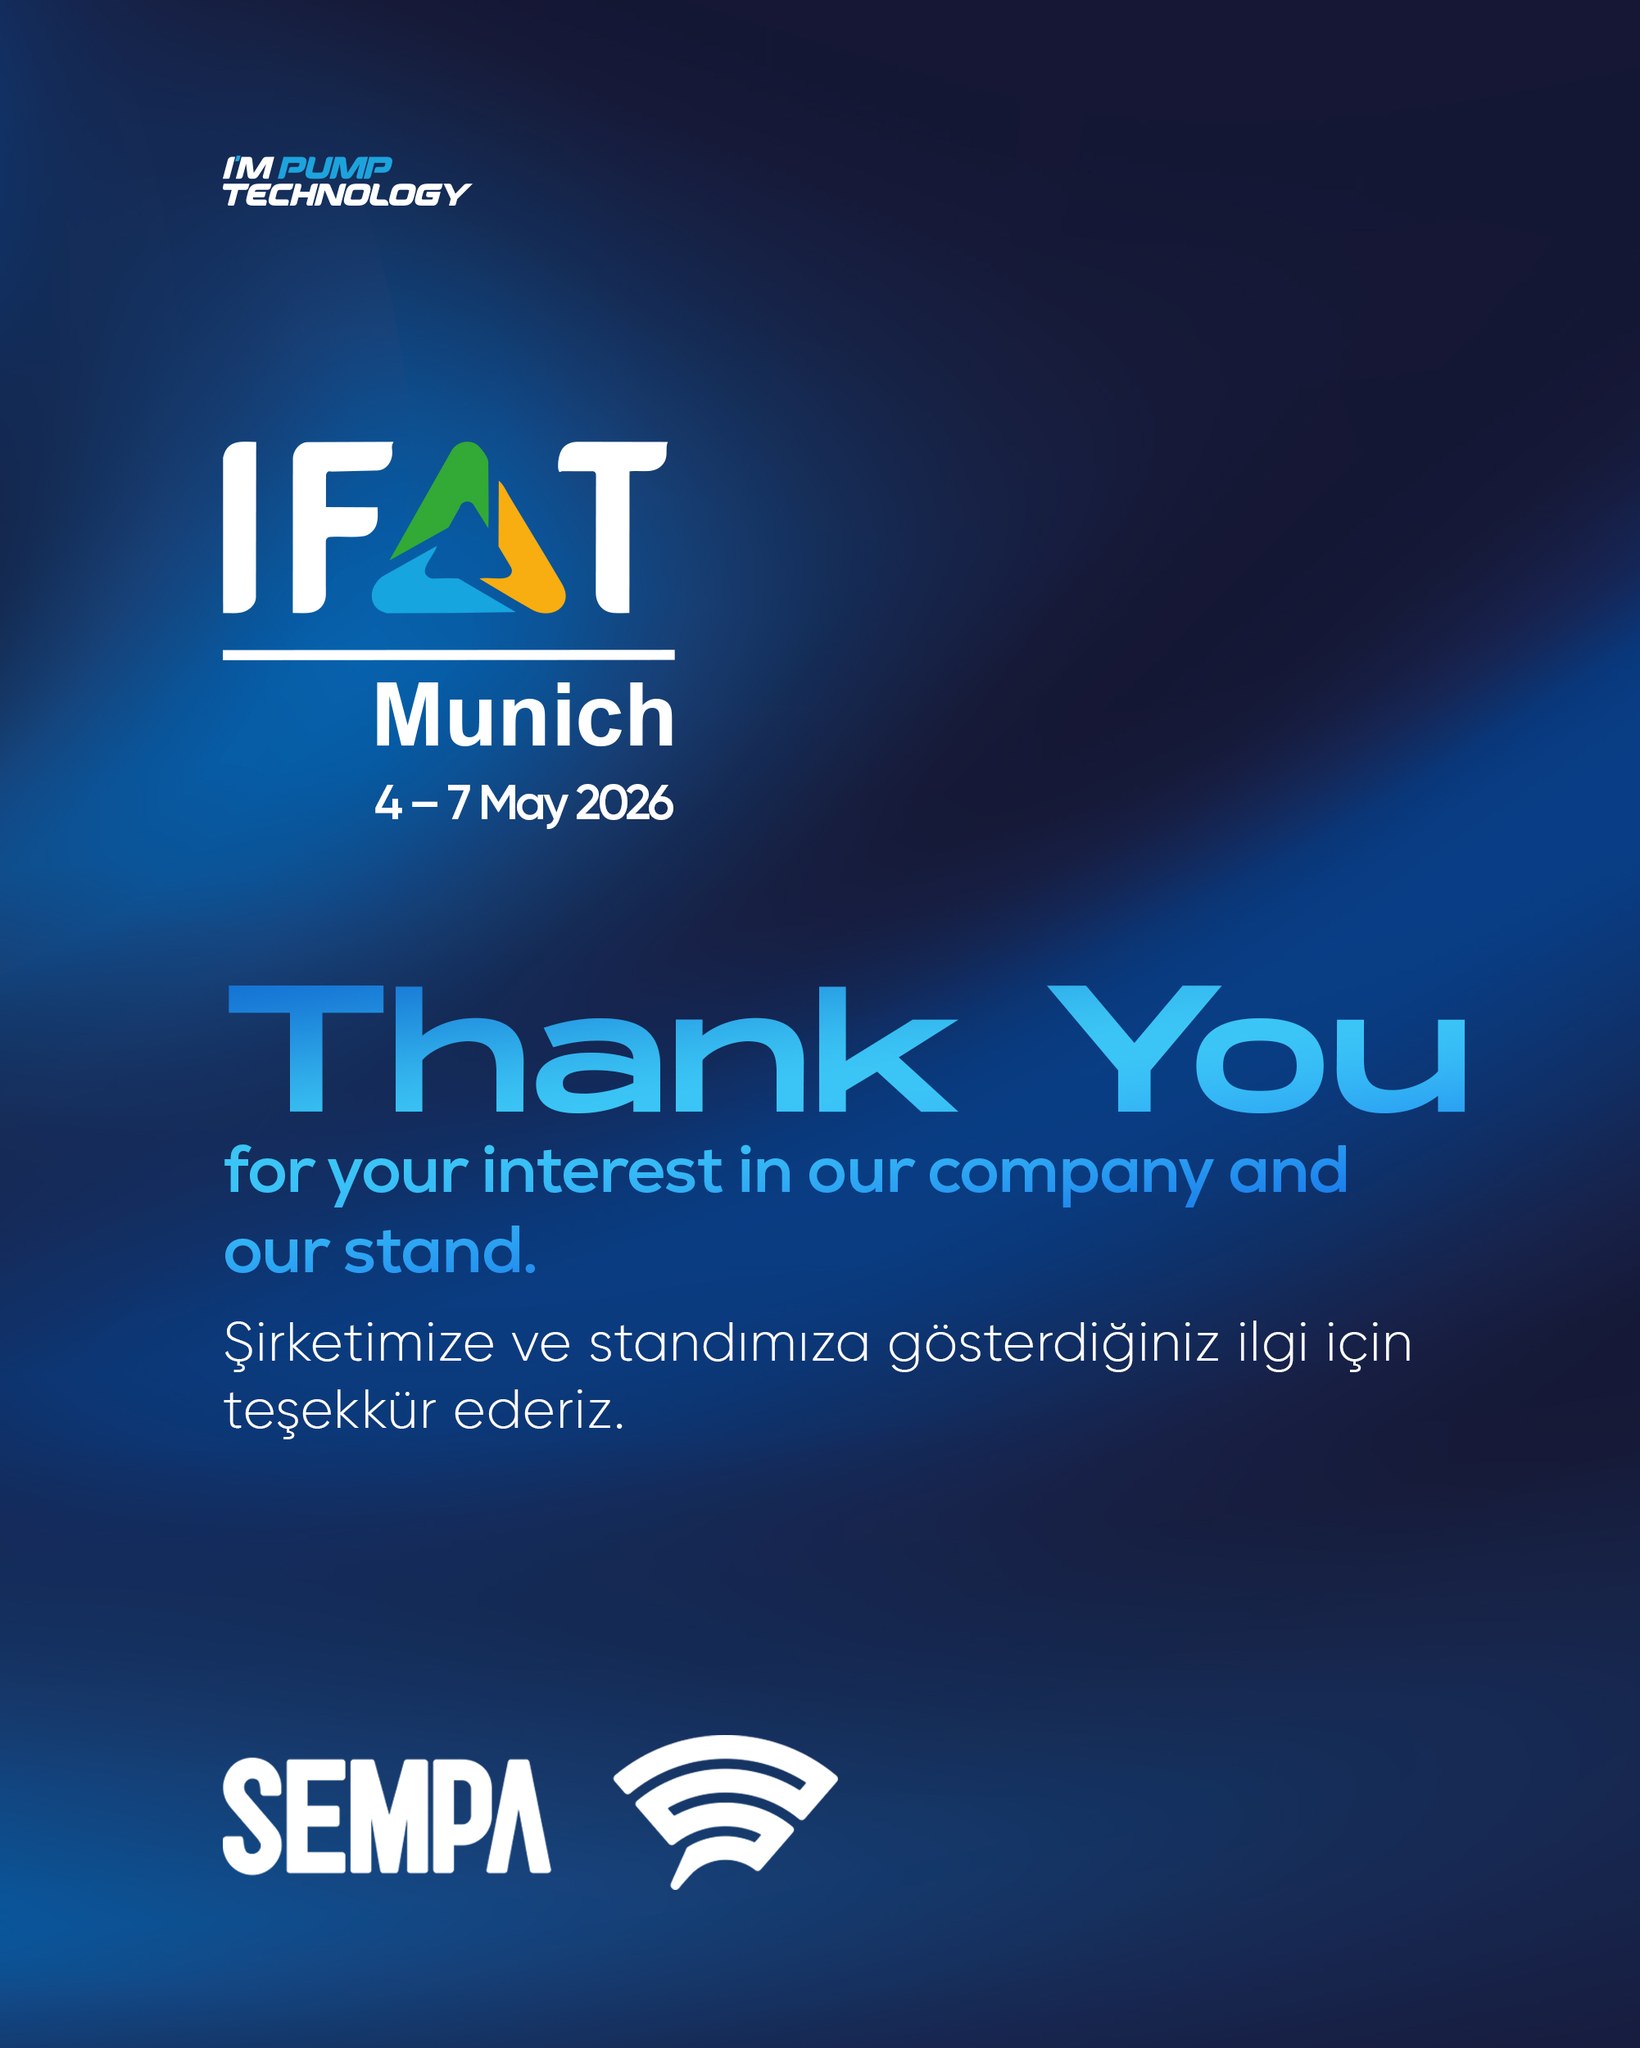 I'M PUMP
TECHNOLOGY
IFAT
Munich
4 – 7 May 2026
Thank You
for your interest in our company and
our stand.
Şirketimize ve standımıza gösterdiğiniz ilgi için
teşekkür ederiz.
SEMPA